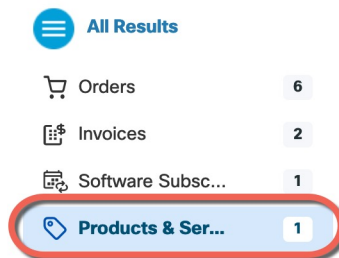 All Results
Orders 6
Invoices 2
Software Subsc... 1
Products & Ser... 1